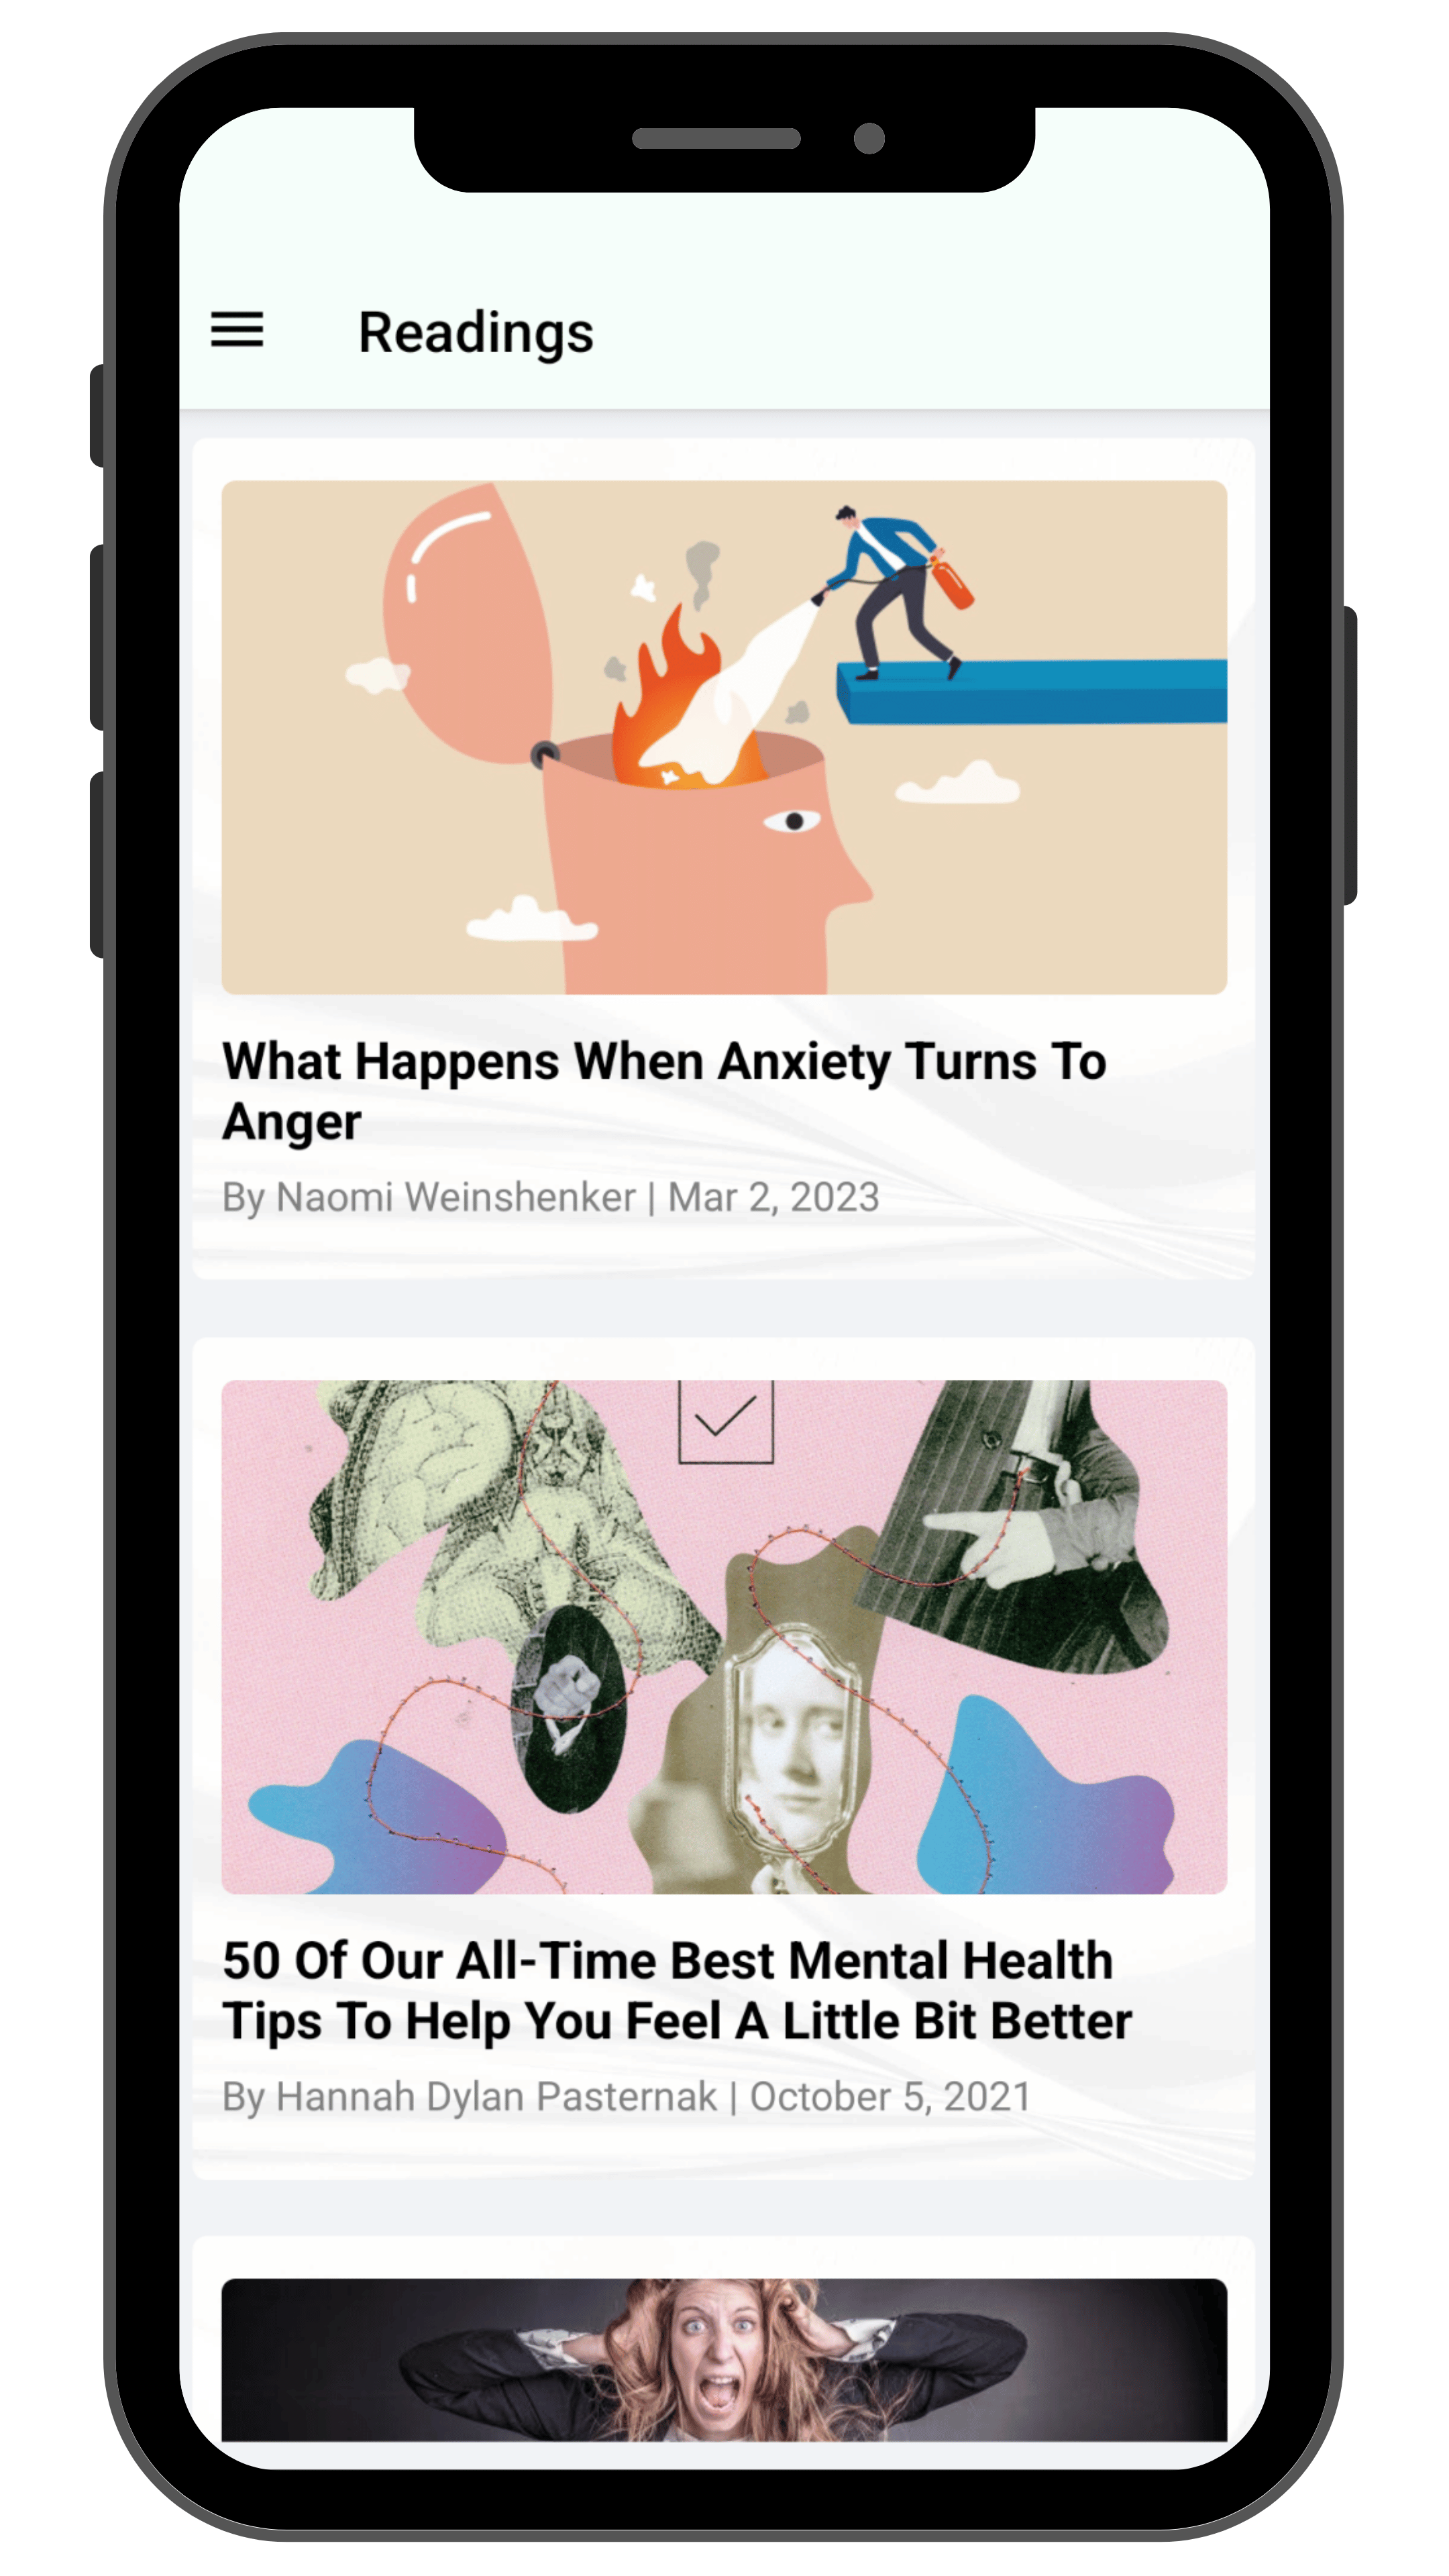 Readings
What Happens When Anxiety Turns To
Anger
By Naomi Weinshenker | Mar 2, 2023
50 Of Our All-Time Best Mental Health
Tips To Help You Feel A Little Bit Better
By Hannah Dylan Pasternak | October 5, 2021